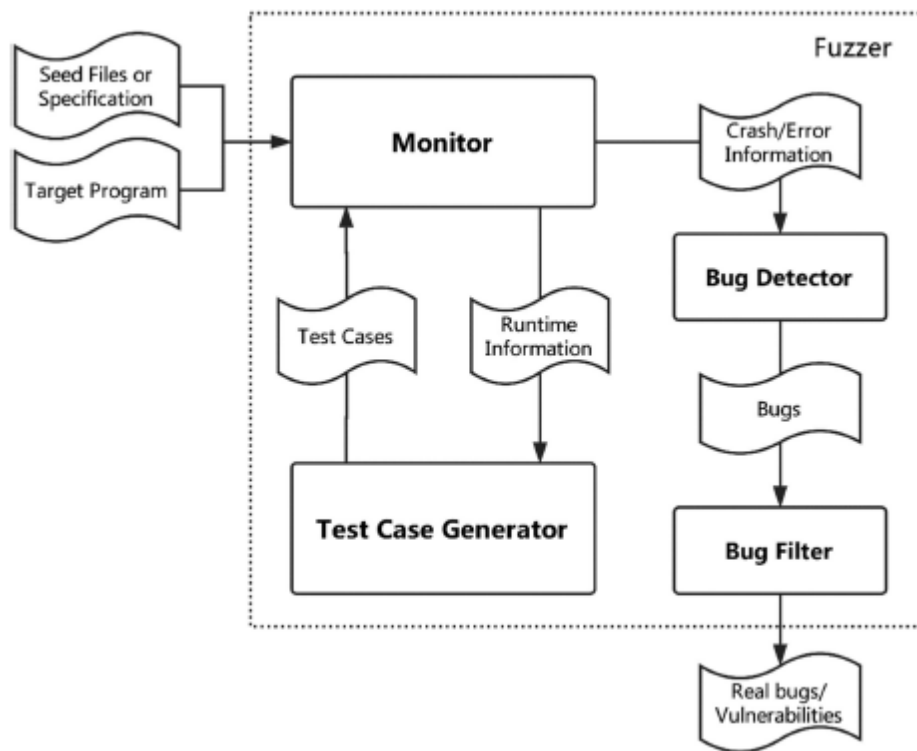 Fuzzer
Seed Files or
Specification
Target Program
Monitor
Crash/Error
Information
Bug Detector
Test Cases
Runtime
Information
Bugs
Test Case Generator
Bug Filter
Real bugs/
Vulnerabilities